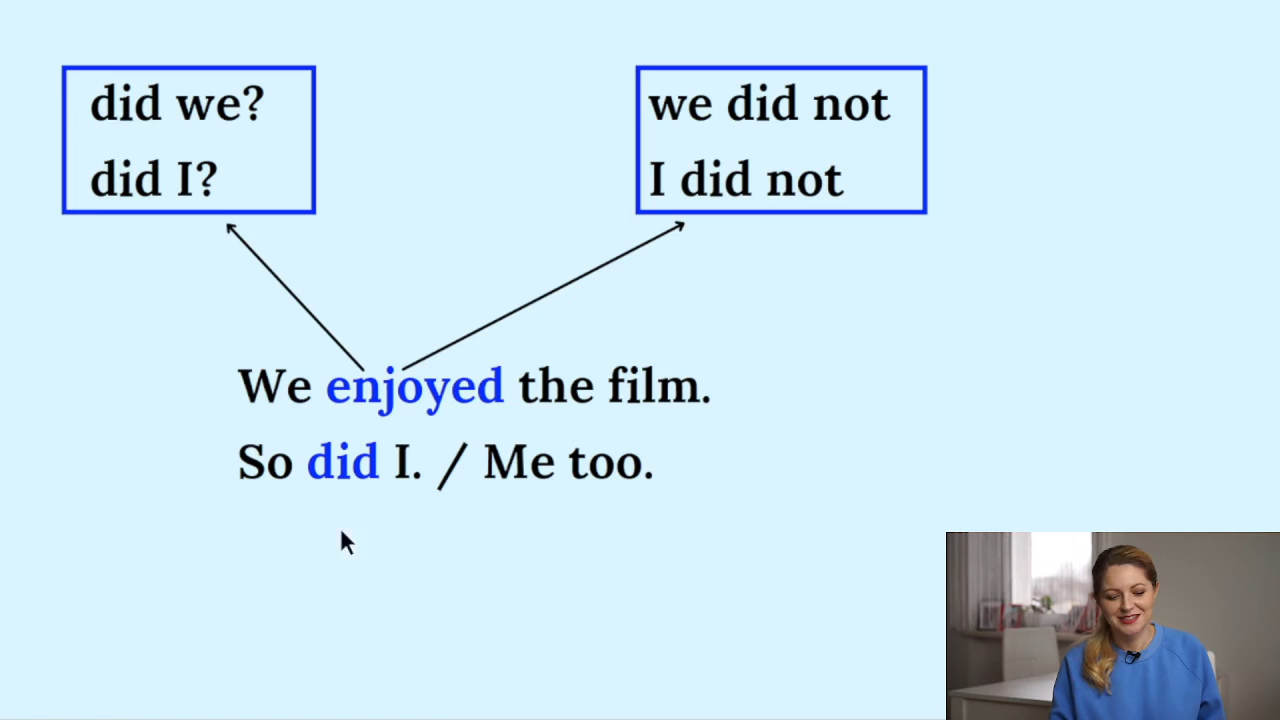 did we?
did I?
we did not
I did not
We enjoyed the film.
So did I. / Me too.